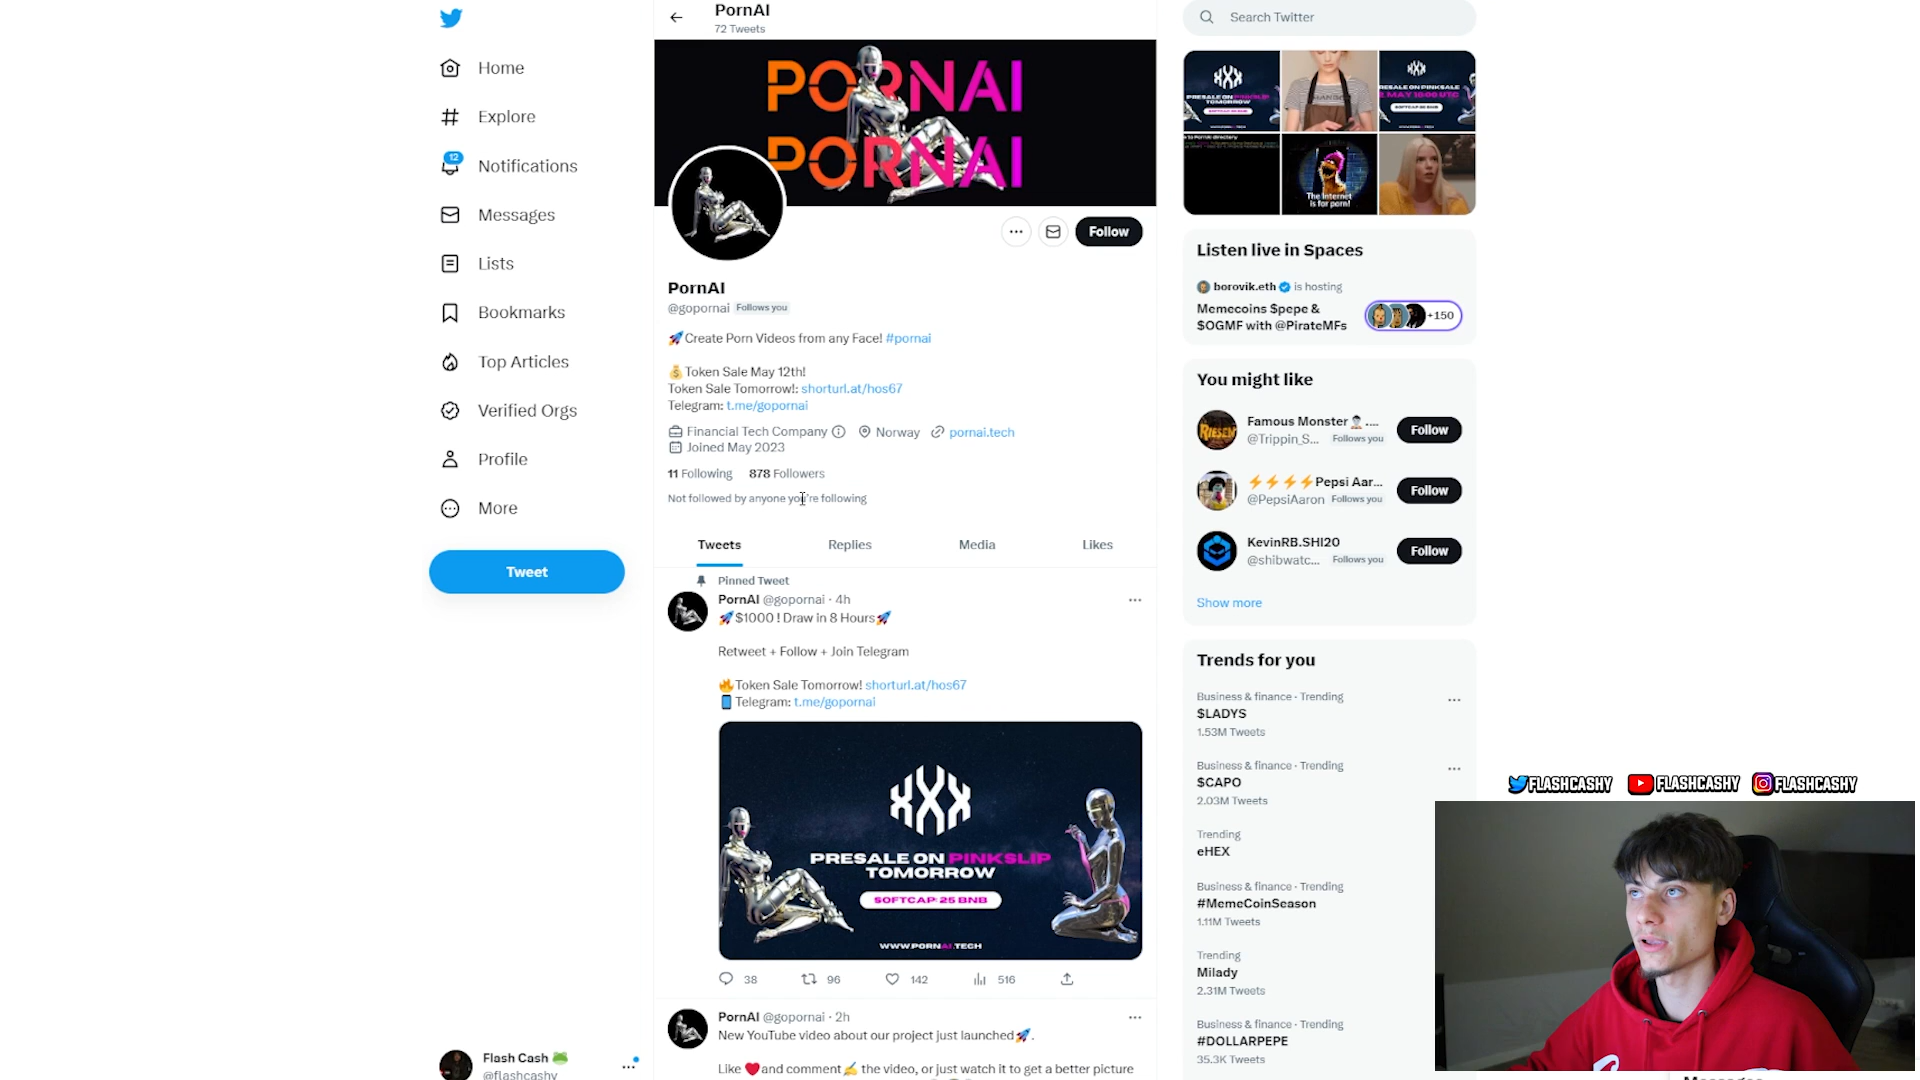 Home
Explore
12
Notifications
Messages
Lists
Bookmarks
Top Articles
Verified Orgs
Profile
More
Tweet
Flash Cash
@flashcashy
PornAI
72 Tweets
PORNAI
PORNAI
Follow
PornAI
@gopornai Follows you
🚀Create Porn Videos from any Face! #pornai
💰Token Sale May 12th!
Token Sale Tomorrow!: shorturl.at/hos67
Telegram: t.me/gopornai
Financial Tech Company Norway pornai.tech
Joined May 2023
11 Following 878 Followers
Not followed by anyone you're following
Tweets Replies Media Likes
Pinned Tweet
PornAI @gopornai · 4h
🚀$1000 ! Draw in 8 Hours🚀
Retweet + Follow + Join Telegram
🔥Token Sale Tomorrow! shorturl.at/hos67
📱Telegram: t.me/gopornai
XXX
PRESALE ON PINKSLIP
TOMORROW
SOFTCAP: 25 BNB
WWW.PORNAI.TECH
38 96 142 516
PornAI @gopornai · 2h
New YouTube video about our project just launched🚀.
Like ❤️and comment✍️ the video, or just watch it to get a better picture
Search Twitter
The internet
is for porn!
Listen live in Spaces
borovik.eth is hosting
Memecoins $pepe &
$OGMF with @PirateMFs
+150
You might like
Famous Monster ....
@Trippin_S... Follows you
Follow
⚡⚡⚡⚡Pepsi Aar...
@PepsiAaron Follows you
Follow
KevinRB.SHI20
@shibwatc... Follows you
Follow
Show more
Trends for you
Business & finance · Trending
$LADYS
1.53M Tweets
Business & finance · Trending
$CAPO
2.03M Tweets
Trending
eHEX
Business & finance · Trending
#MemeCoinSeason
1.11M Tweets
Trending
Milady
2.31M Tweets
Business & finance · Trending
#DOLLARPEPE
35.3K Tweets
FLASHCASHY FLASHCASHY FLASHCASHY